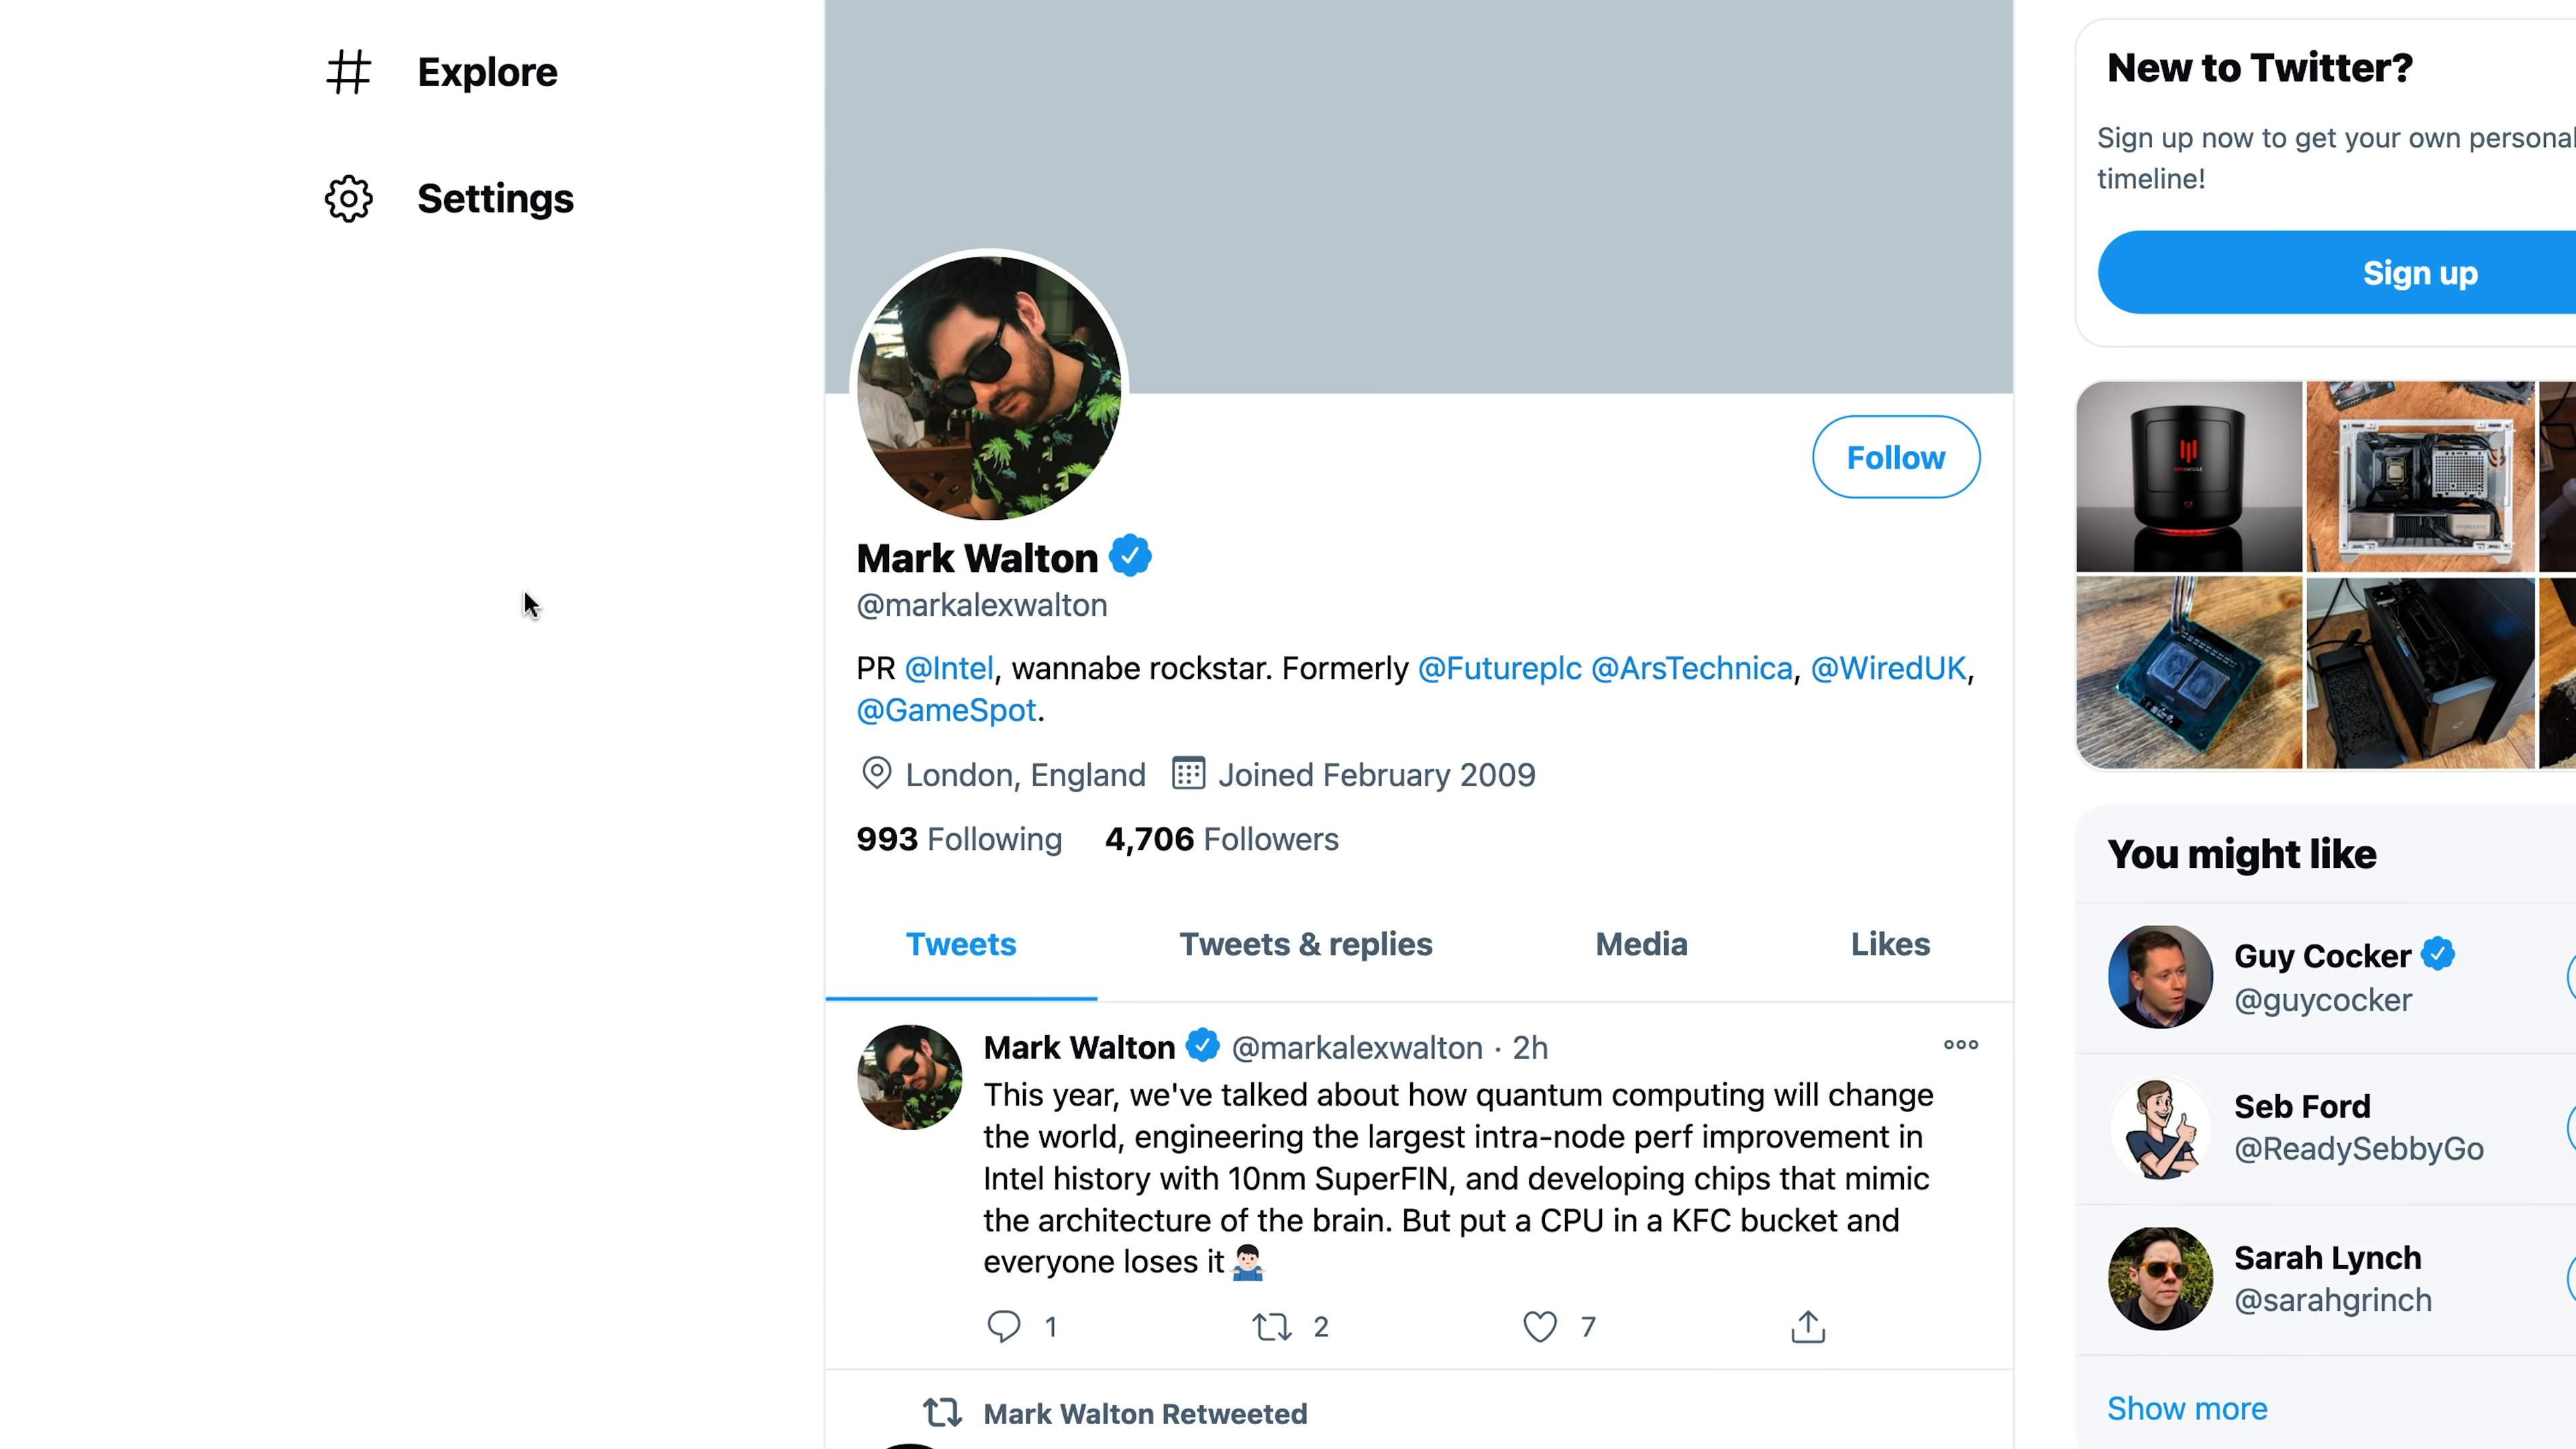 Explore
Settings
Mark Walton
@markalexwalton
PR @Intel, wannabe rockstar. Formerly @Futureplc @ArsTechnica, @WiredUK,
@GameSpot.
London, England Joined February 2009
993 Following 4,706 Followers
Follow
Tweets Tweets & replies Media Likes
Mark Walton @markalexwalton · 2h
This year, we've talked about how quantum computing will change
the world, engineering the largest intra-node perf improvement in
Intel history with 10nm SuperFIN, and developing chips that mimic
the architecture of the brain. But put a CPU in a KFC bucket and
everyone loses it
1 2 7
Mark Walton Retweeted
New to Twitter?
Sign up now to get your own personal
timeline!
Sign up
You might like
Guy Cocker
@guycocker
Seb Ford
@ReadySebbyGo
Sarah Lynch
@sarahgrinch
Show more